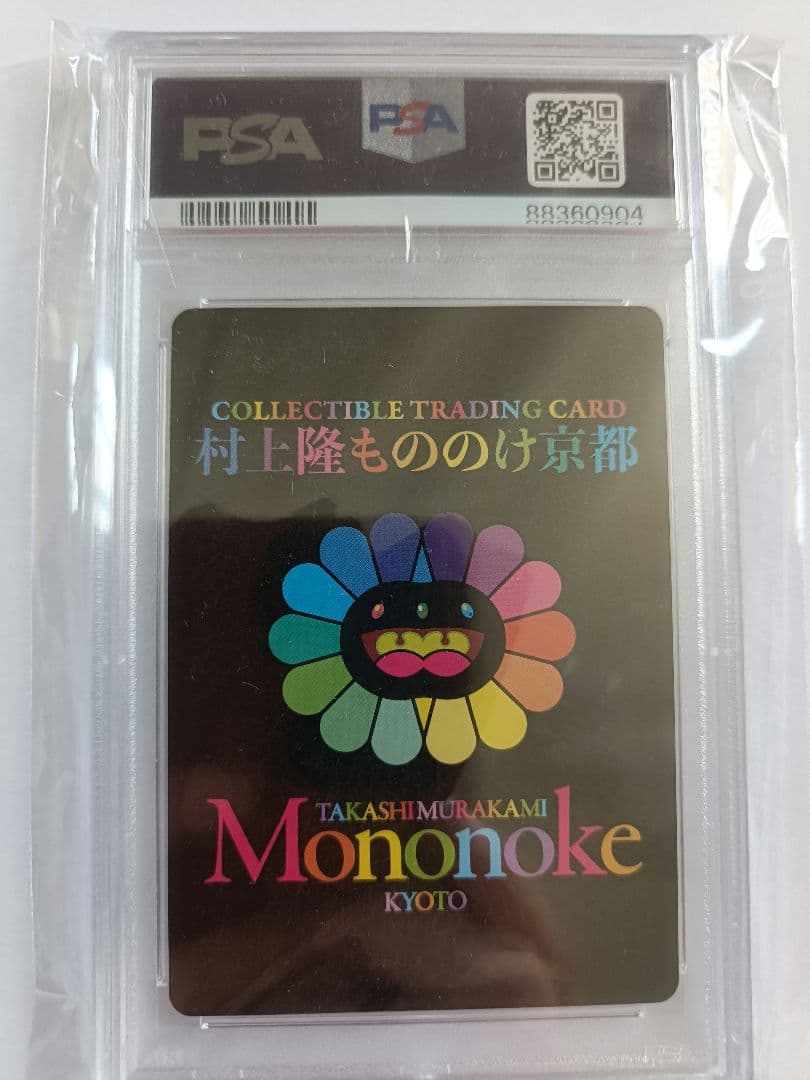 PSA
PSA
88360904
COLLECTIBLE TRADING CARD
村上隆もののけ京都
TAKASHI MURAKAMI
Mononoke
KYOTO